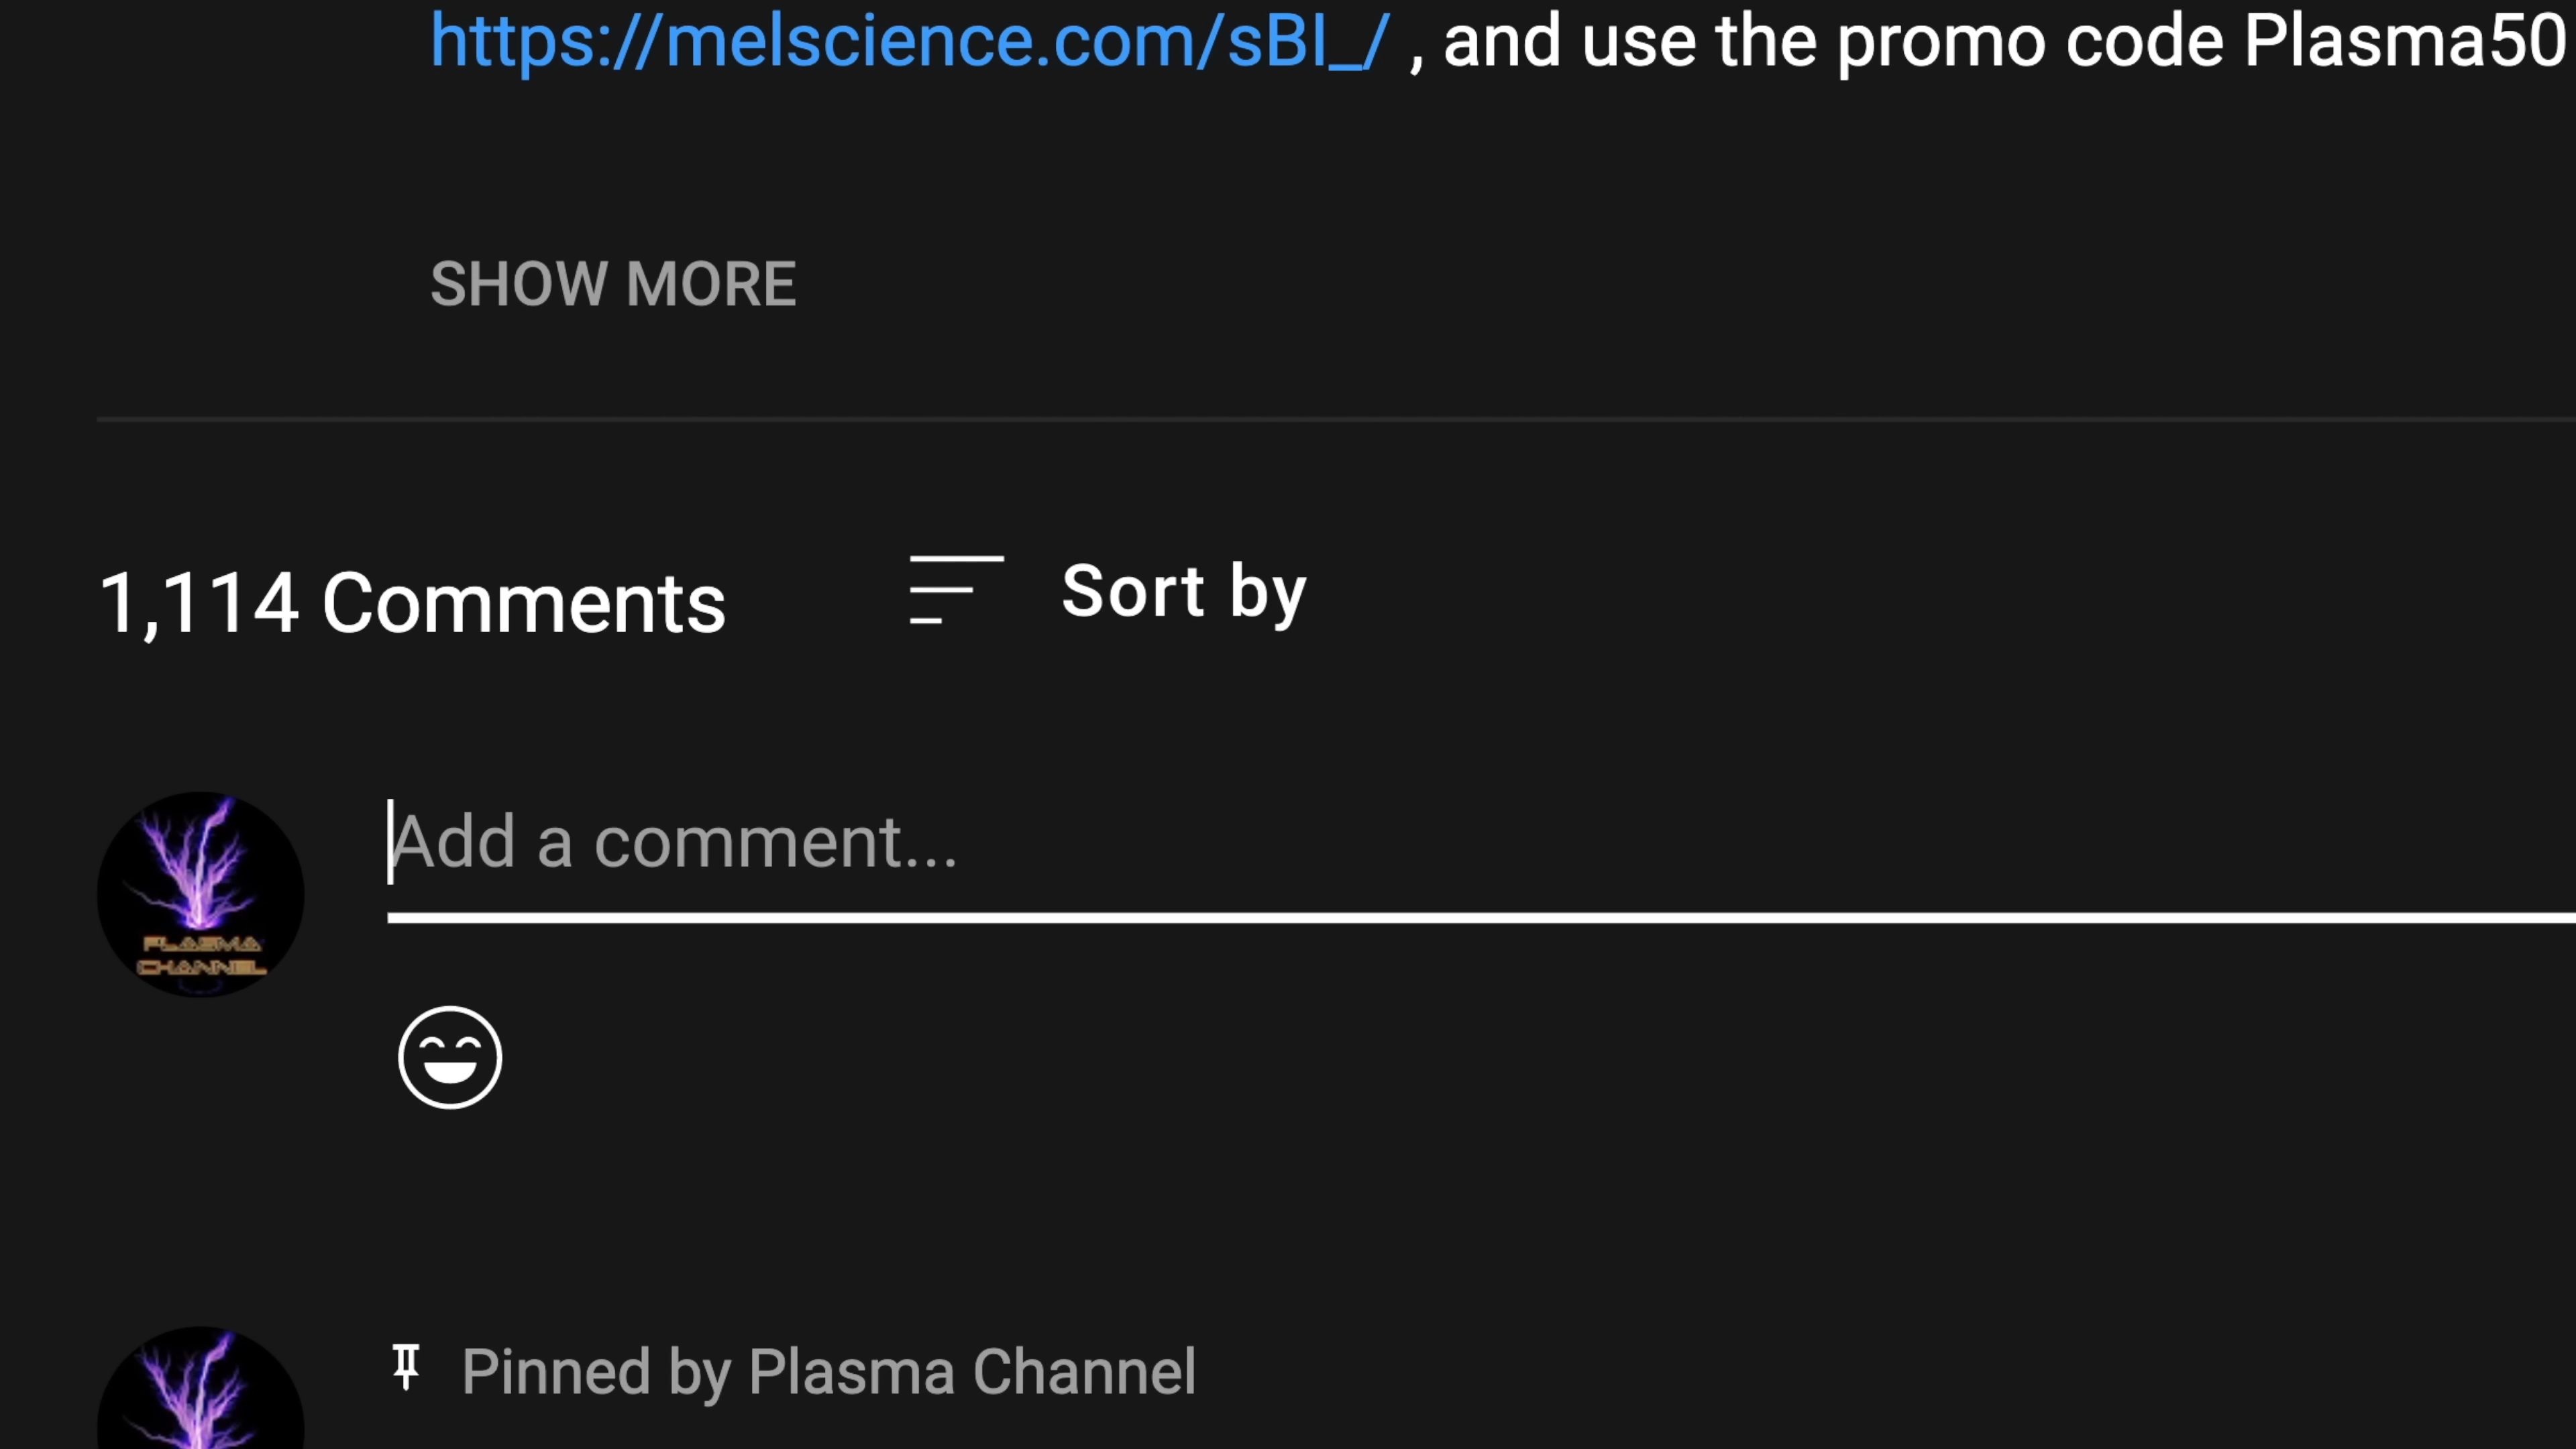 https://melscience.com/sBI_/ , and use the promo code Plasma50
SHOW MORE
1,114 Comments
Sort by
Add a comment...
PLASMA
CHANNEL
Pinned by Plasma Channel